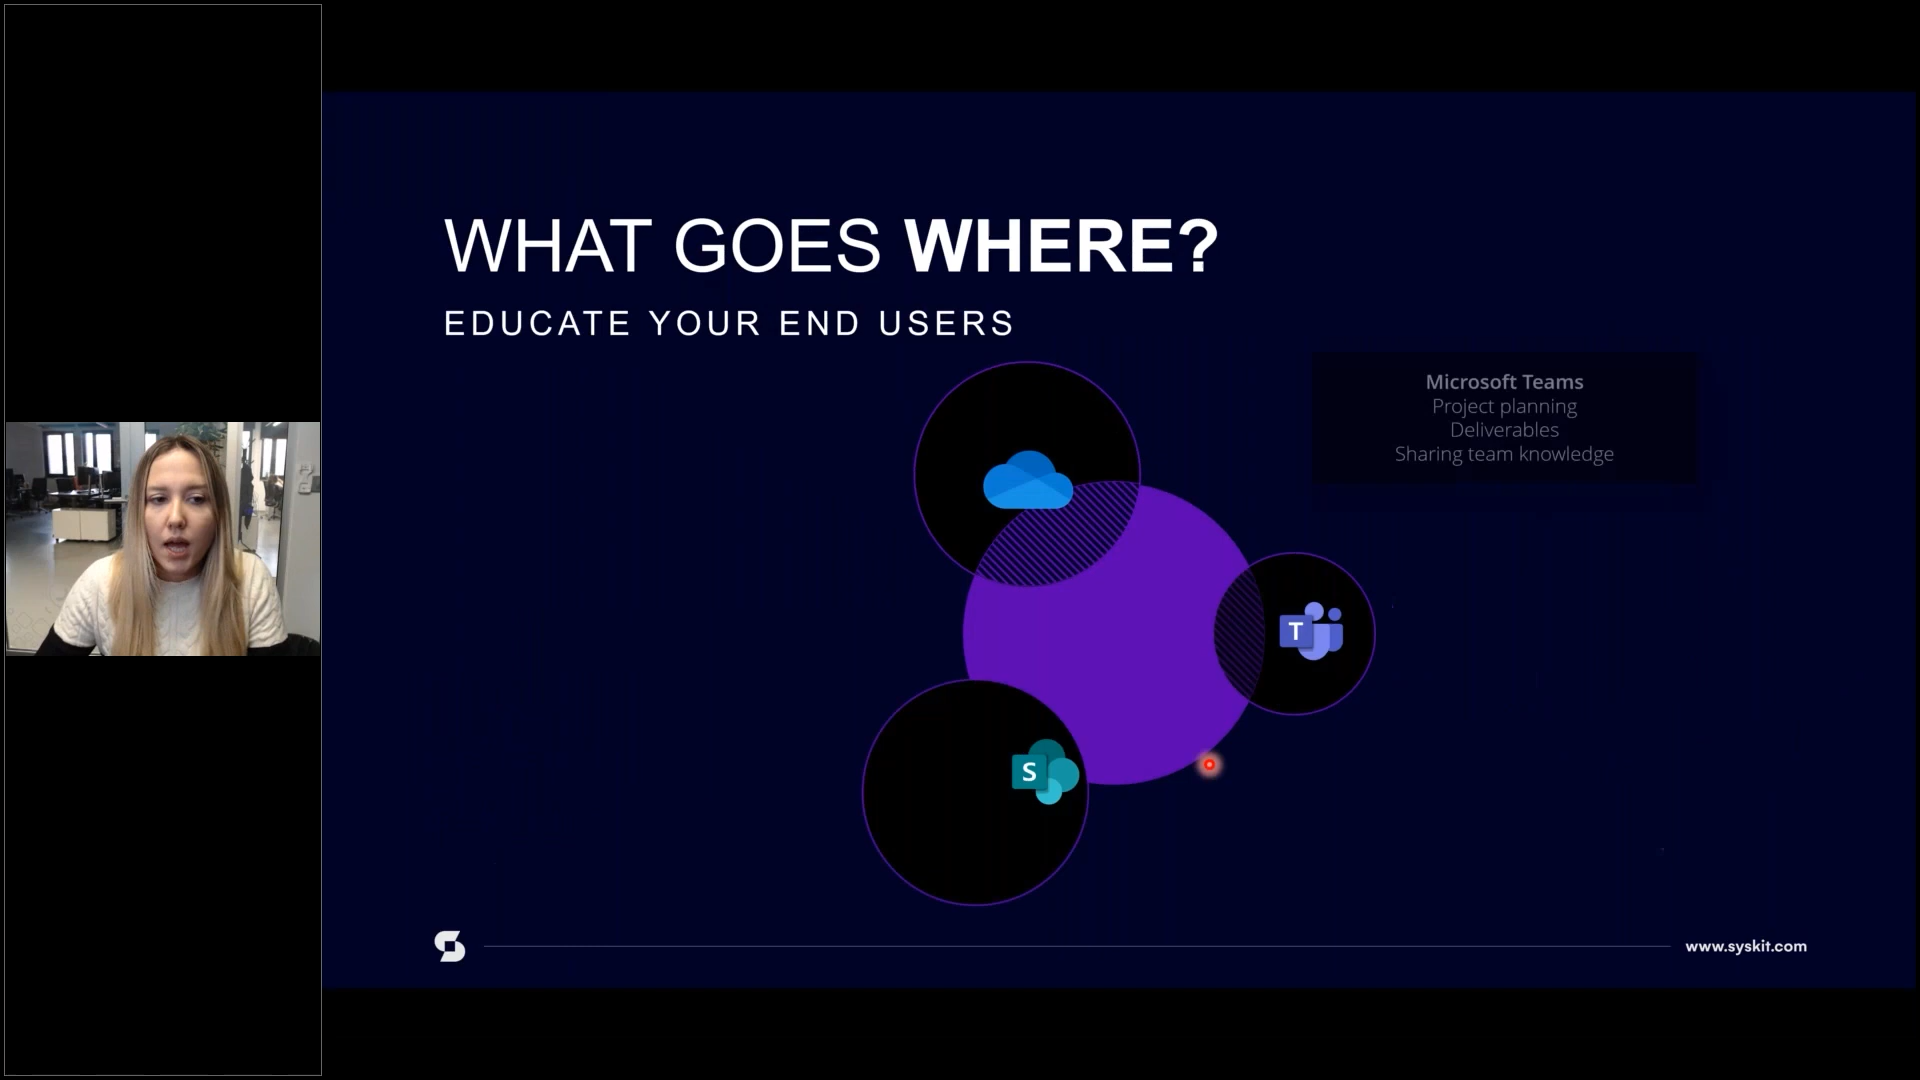 WHAT GOES WHERE?
EDUCATE YOUR END USERS
Microsoft Teams
Project planning
Deliverables
Sharing team knowledge
T
S
www.syskit.com